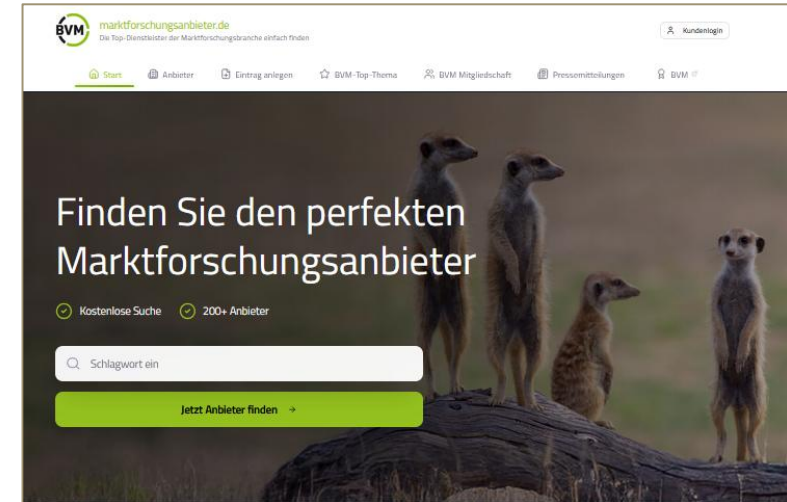 BVM
marktforschungsanbieter.de
Die Top-Dienstleister der Marktforschungsbranche einfach finden
Kundenlogin
Start
Anbieter
Eintrag anlegen
BVM-Top-Thema
BVM Mitgliedschaft
Pressemitteilungen
BVM
Finden Sie den perfekten
Marktforschungsanbieter
Kostenlose Suche
200+ Anbieter
Schlagwort ein
Jetzt Anbieter finden →